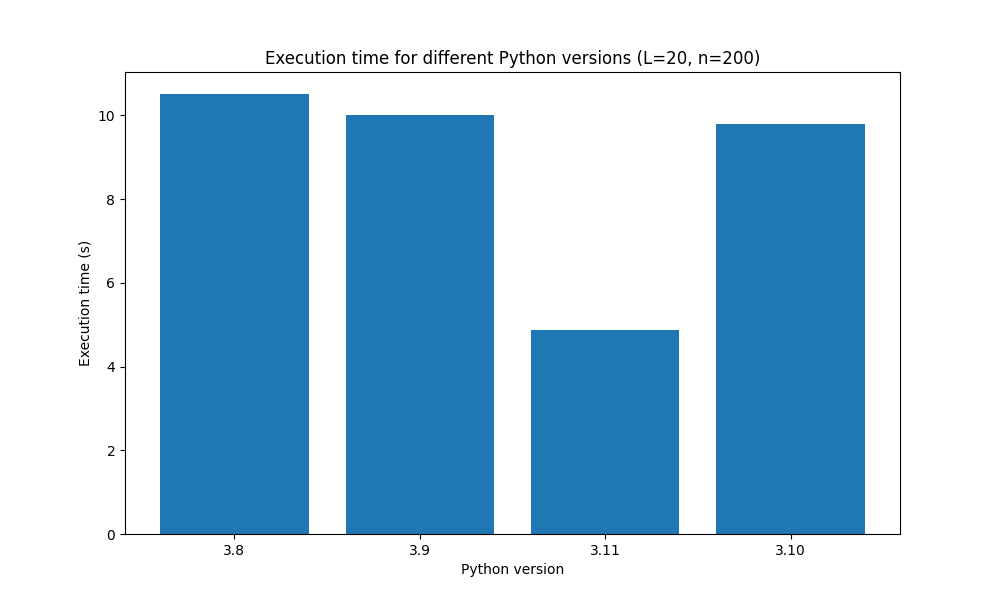 Execution time for different Python versions (L=20, n=200)
10
8
6
4
2
0
Execution time (s)
3.8 3.9 3.11 3.10
Python version